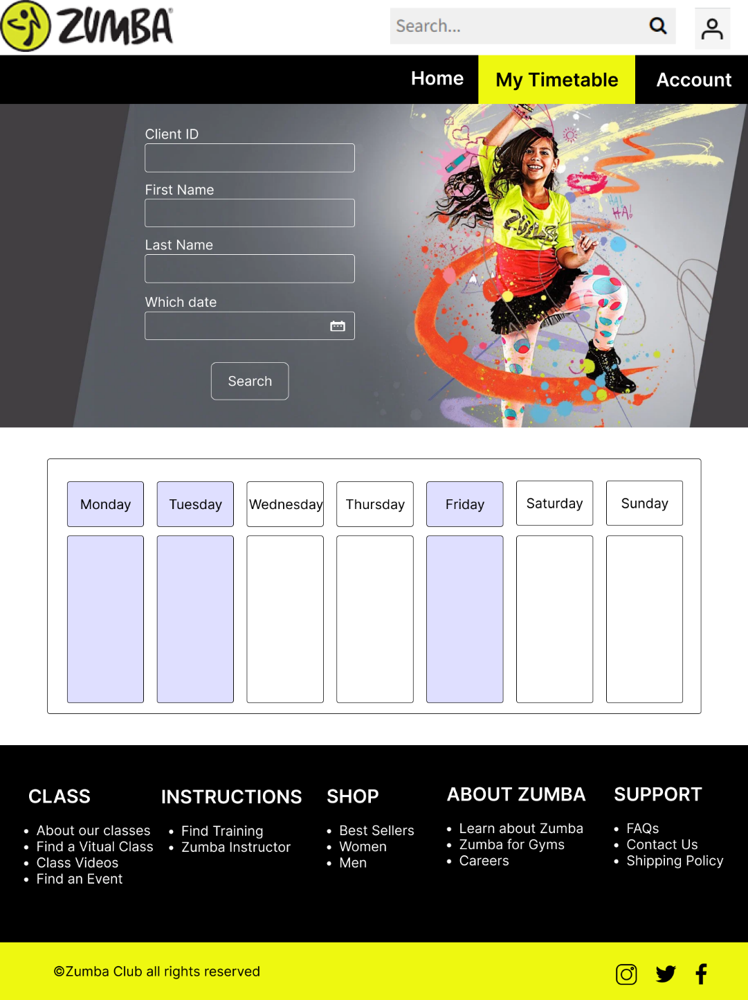 ZUMBA®
Search...
Home
My Timetable
Account
Client ID
First Name
Last Name
Which date
Search
HA!
HA!
ZUMBA
Monday
Tuesday
Wednesday
Thursday
Friday
Saturday
Sunday
CLASS
About our classes
Find a Vitual Class
Class Videos
Find an Event
INSTRUCTIONS
Find Training
Zumba Instructor
SHOP
Best Sellers
Women
Men
ABOUT ZUMBA
Learn about Zumba
Zumba for Gyms
Careers
SUPPORT
FAQs
Contact Us
Shipping Policy
©Zumba Club all rights reserved